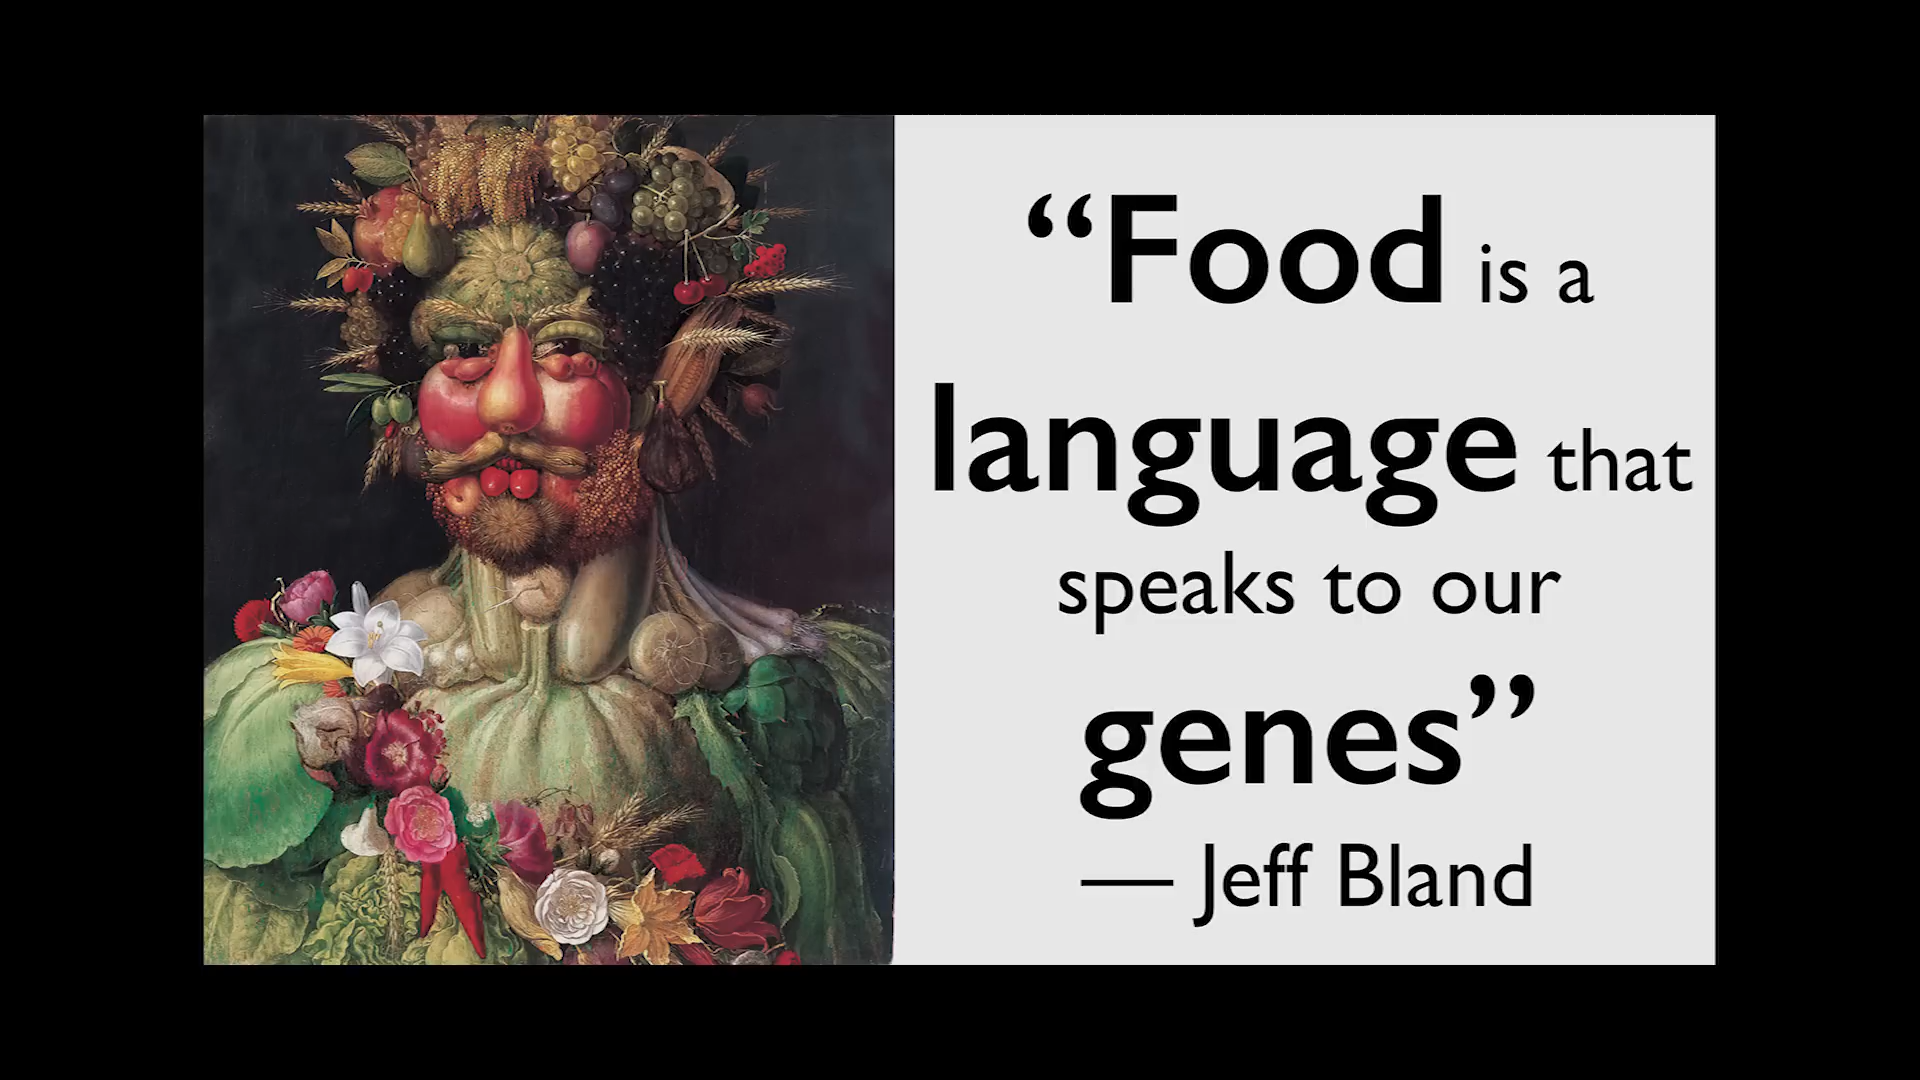 “Food is a
language that
speaks to our
genes”
— Jeff Bland